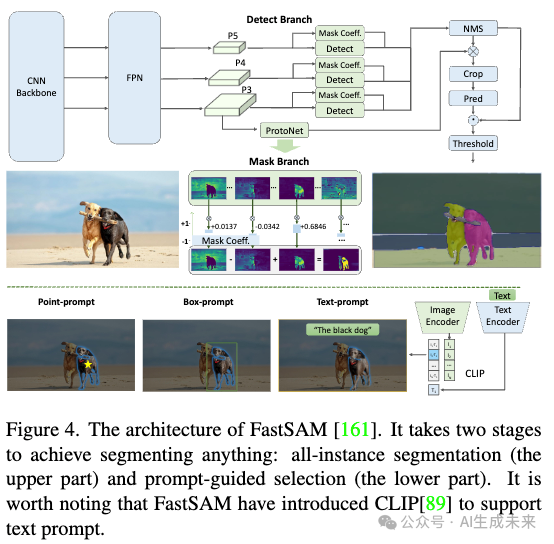 Detect Branch
CNN
Backbone
FPN
P5
P4
P3
Mask Coeff.
Detect
Mask Coeff.
Detect
Mask Coeff.
Detect
ProtoNet
NMS
Crop
Pred
Threshold
Mask Branch
+1
-1
+0.0137
-0.0342
+0.6846
...
Mask Coeff.
- + =
Point-prompt
Box-prompt
Text-prompt
"The black dog"
Text
Image
Encoder
Text
Encoder
CLIP
Figure 4. The architecture of FastSAM [161]. It takes two stages
to achieve segmenting anything: all-instance segmentation (the
upper part) and prompt-guided selection (the lower part). It is
worth noting that FastSAM have introduced CLIP[89] to support
text prompt.
公众号 · AI生成未来